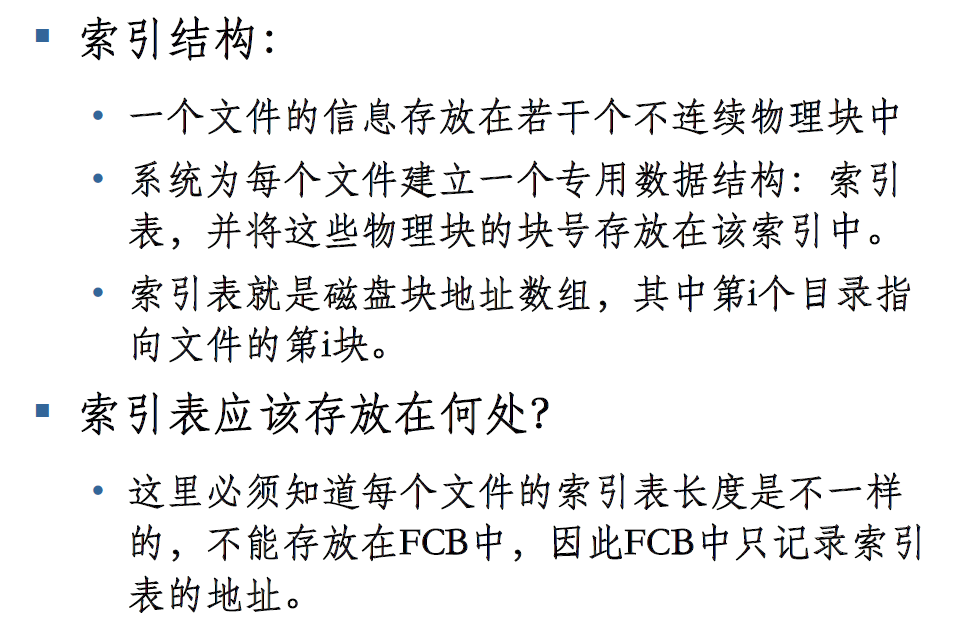 ▪ 索引结构：
• 一个文件的信息存放在若干个不连续物理块中
• 系统为每个文件建立一个专用数据结构：索引
表，并将这些物理块的块号存放在该索引中。
• 索引表就是磁盘块地址数组，其中第i个目录指
向文件的第i块。
▪ 索引表应该存放在何处？
• 这里必须知道每个文件的索引表长度是不一样
的，不能存放在FCB中，因此FCB中只记录索引
表的地址。